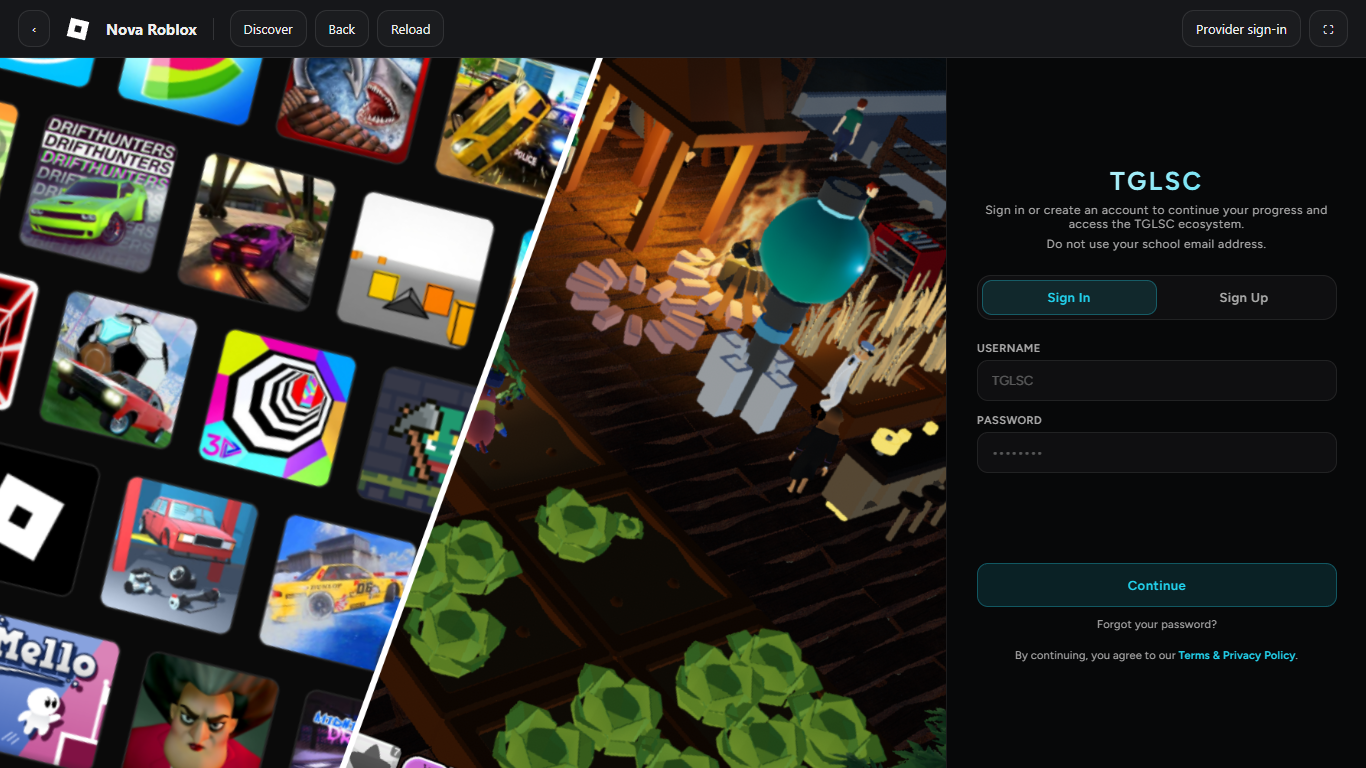 ‹
Nova Roblox
Discover
Back
Reload
Provider sign-in
DRIFTHUNTERS
DRIFTHUNTERS
DRIFTHUNTERS
POLICE
3D
06
Mello
TGLSC
Sign in or create an account to continue your progress and
access the TGLSC ecosystem.
Do not use your school email address.
Sign In
Sign Up
USERNAME
TGLSC
PASSWORD
Continue
Forgot your password?
By continuing, you agree to our Terms & Privacy Policy.